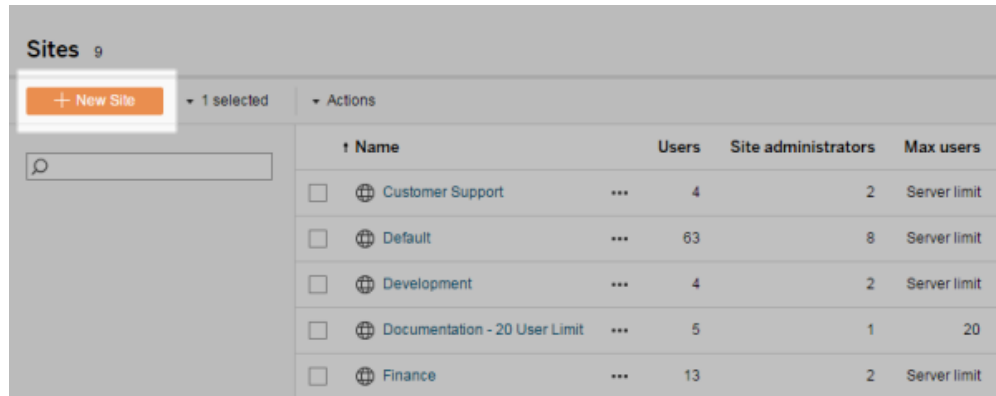 Sites 9
+ New Site 1 selected Actions
↑ Name Users Site administrators Max users
Customer Support ••• 4 2 Server limit
Default ••• 63 8 Server limit
Development ••• 4 2 Server limit
Documentation - 20 User Limit ••• 5 1 20
Finance ••• 13 2 Server limit